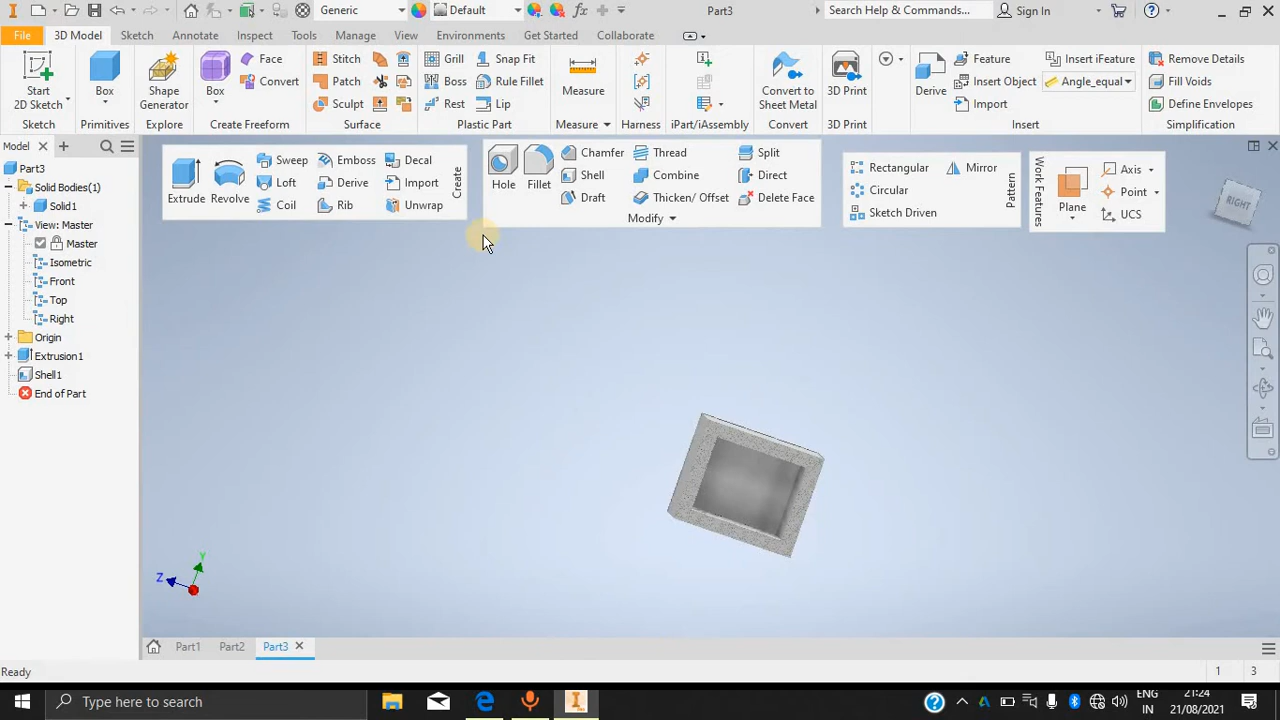 Generic
Default
Part3
Search Help & Commands...
Sign In
File
3D Model
Sketch
Annotate
Inspect
Tools
Manage
View
Environments
Get Started
Collaborate
Start
2D Sketch
Sketch
Box
Primitives
Shape
Generator
Explore
Box
Face
Convert
Create Freeform
Stitch
Patch
Sculpt
Surface
Grill
Boss
Rest
Snap Fit
Rule Fillet
Lip
Plastic Part
Measure
Measure
Harness
iPart/iAssembly
Convert to
Sheet Metal
Convert
3D Print
3D Print
Derive
Feature
Insert Object
Import
Insert iFeature
Angle_equal
Insert
Remove Details
Fill Voids
Define Envelopes
Simplification
Model
Part3
Solid Bodies(1)
Solid1
View: Master
Master
Isometric
Front
Top
Right
Origin
Extrusion1
Shell1
End of Part
Extrude
Revolve
Sweep
Loft
Coil
Emboss
Derive
Rib
Decal
Import
Unwrap
Create
Hole
Fillet
Chamfer
Shell
Draft
Thread
Combine
Thicken/ Offset
Split
Direct
Delete Face
Modify
Rectangular
Circular
Sketch Driven
Mirror
Pattern
Work Features
Plane
Axis
Point
UCS
RIGHT
Y
Z
Part1
Part2
Part3
Ready
1
3
Type here to search
ENG
IN
21:24
21/08/2021